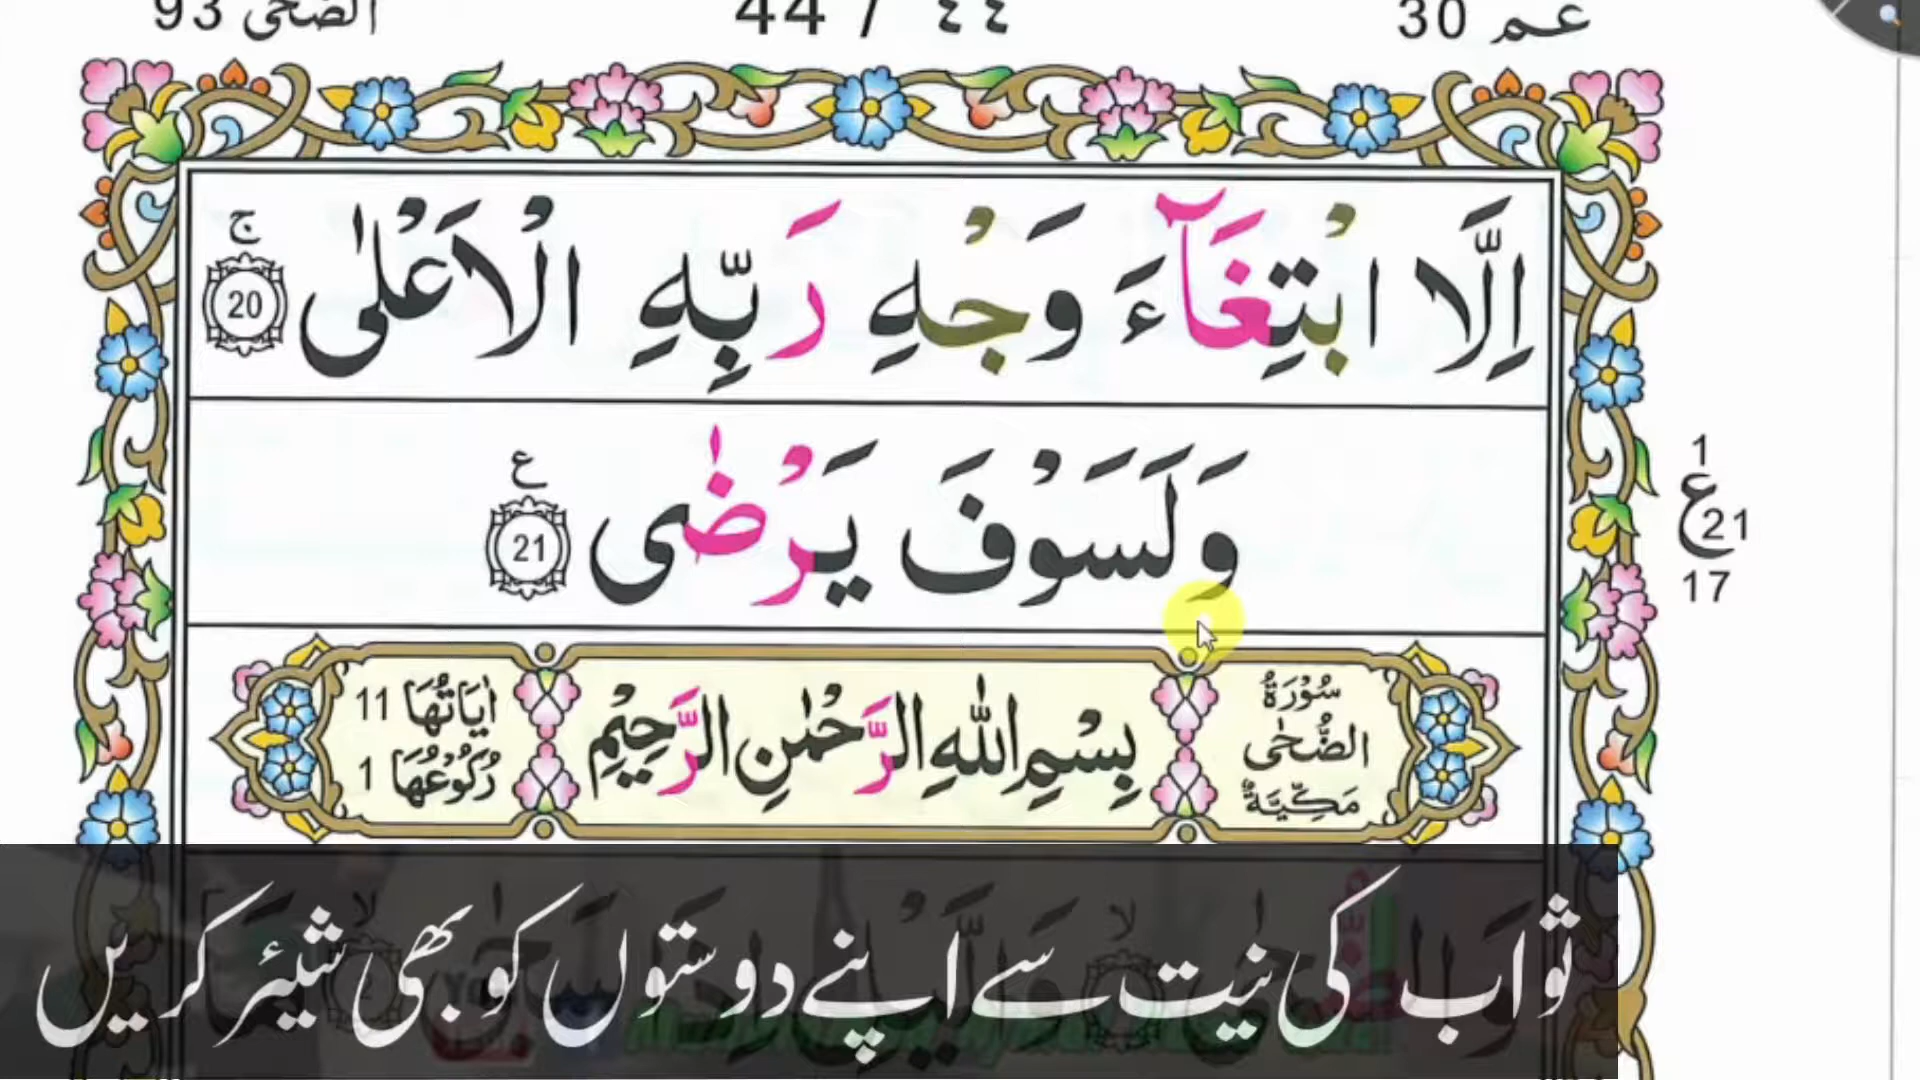 عم 30 44 / ٤٤ الضحى 93
اِلَّا ابْتِغَآءَ وَجْهِ رَبِّهِ الْاَعْلٰى ج 20
وَلَسَوْفَ يَرْضٰى ع 21
1
ع 21
17
سُوْرَةُ الضُّحٰى مَكِّيَّةٌ
بِسْمِ اللّٰهِ الرَّحْمٰنِ الرَّحِيْمِ
اٰيَاتُهَا 11
رُكُوْعُهَا 1
ثواب کی نیت سے اپنے دوستوں کو بھی شیئر کریں